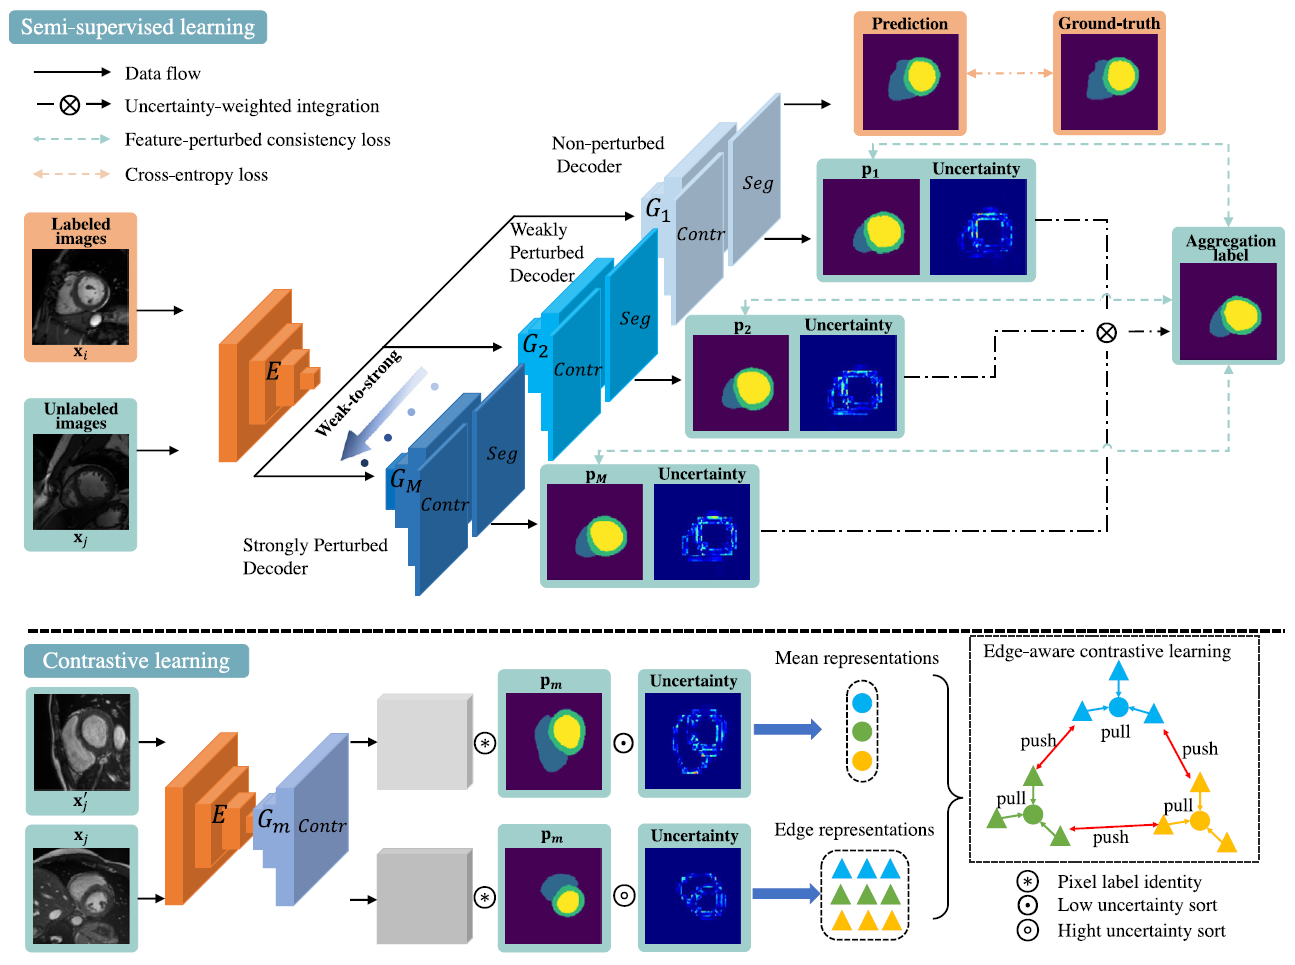 Semi-supervised learning
Data flow
Uncertainty-weighted integration
Feature-perturbed consistency loss
Cross-entropy loss
Labeled
images
x_i
Unlabeled
images
x_j
E
Weak-to-strong
Non-perturbed
Decoder
G_1
Contr
Seg
Weakly
Perturbed
Decoder
G_2
Contr
Seg
Strongly Perturbed
Decoder
G_M
Contr
Seg
Prediction
Ground-truth
p_1
Uncertainty
p_2
Uncertainty
p_M
Uncertainty
Aggregation
label
Contrastive learning
x'_j
x_j
E
G_m
Contr
p_m
Uncertainty
p_m
Uncertainty
Mean representations
Edge representations
Edge-aware contrastive learning
pull
push
push
pull
pull
push
Pixel label identity
Low uncertainty sort
Hight uncertainty sort